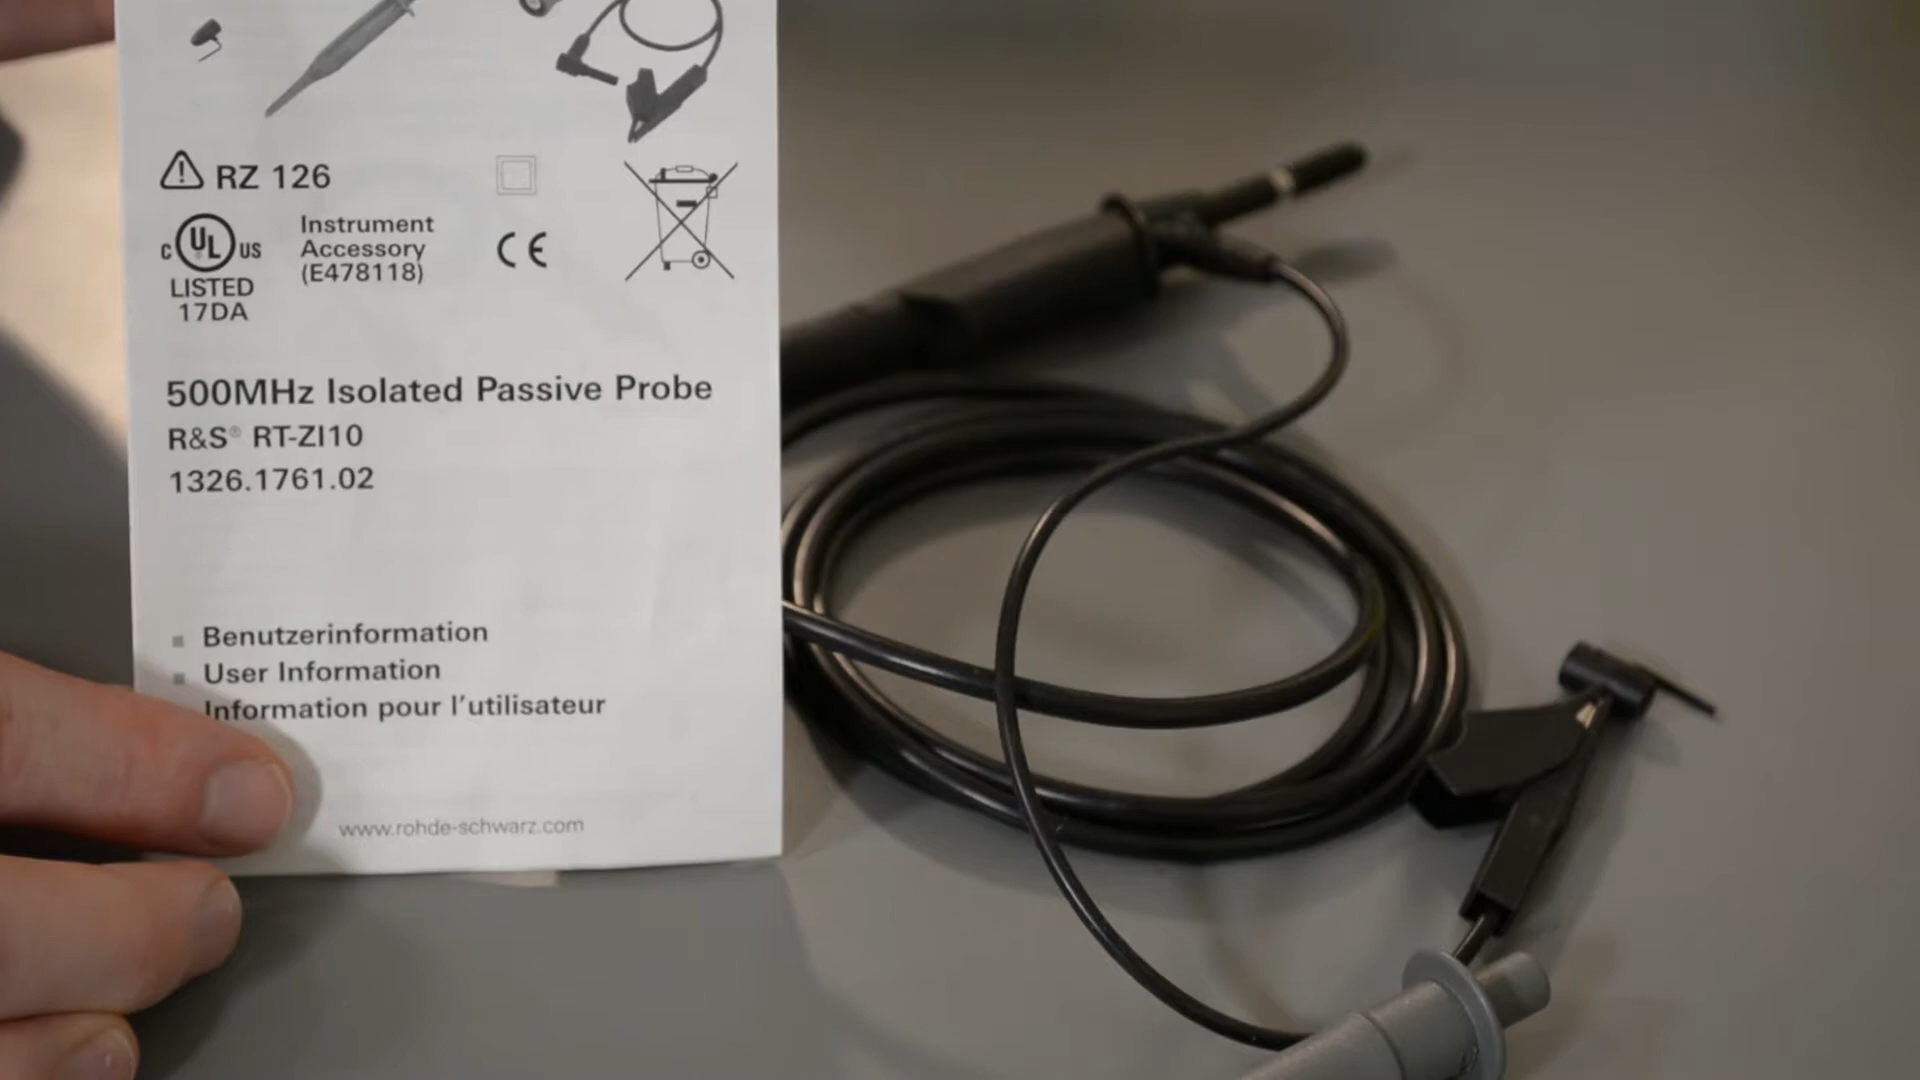 RZ 126
c UL US
LISTED
17DA
Instrument
Accessory
(E478118)
CE
500MHz Isolated Passive Probe
R&S® RT-ZI10
1326.1761.02
Benutzerinformation
User Information
Information pour l'utilisateur
www.rohde-schwarz.com